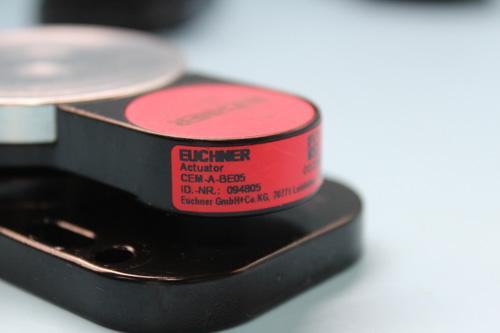 EUCHNER
Actuator
CEM-A-BE05
ID.-NR.: 094805
Euchner GmbH+Co.KG, 70771